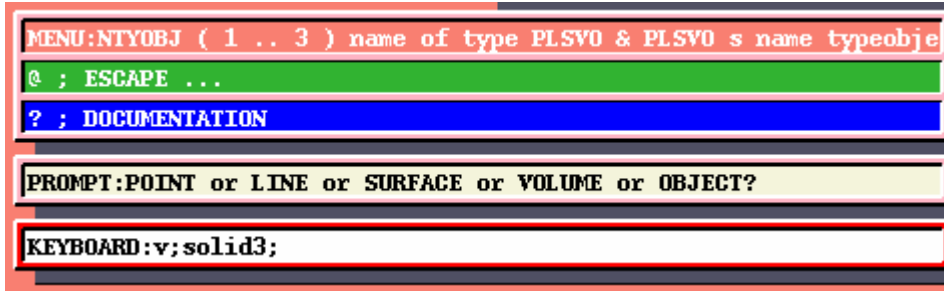 MENU:NTYOBJ ( 1 .. 3 ) name of type PLSVO & PLSVO s name typeobje
@ ; ESCAPE ...
? ; DOCUMENTATION
PROMPT:POINT or LINE or SURFACE or VOLUME or OBJECT?
KEYBOARD:v;solid3;